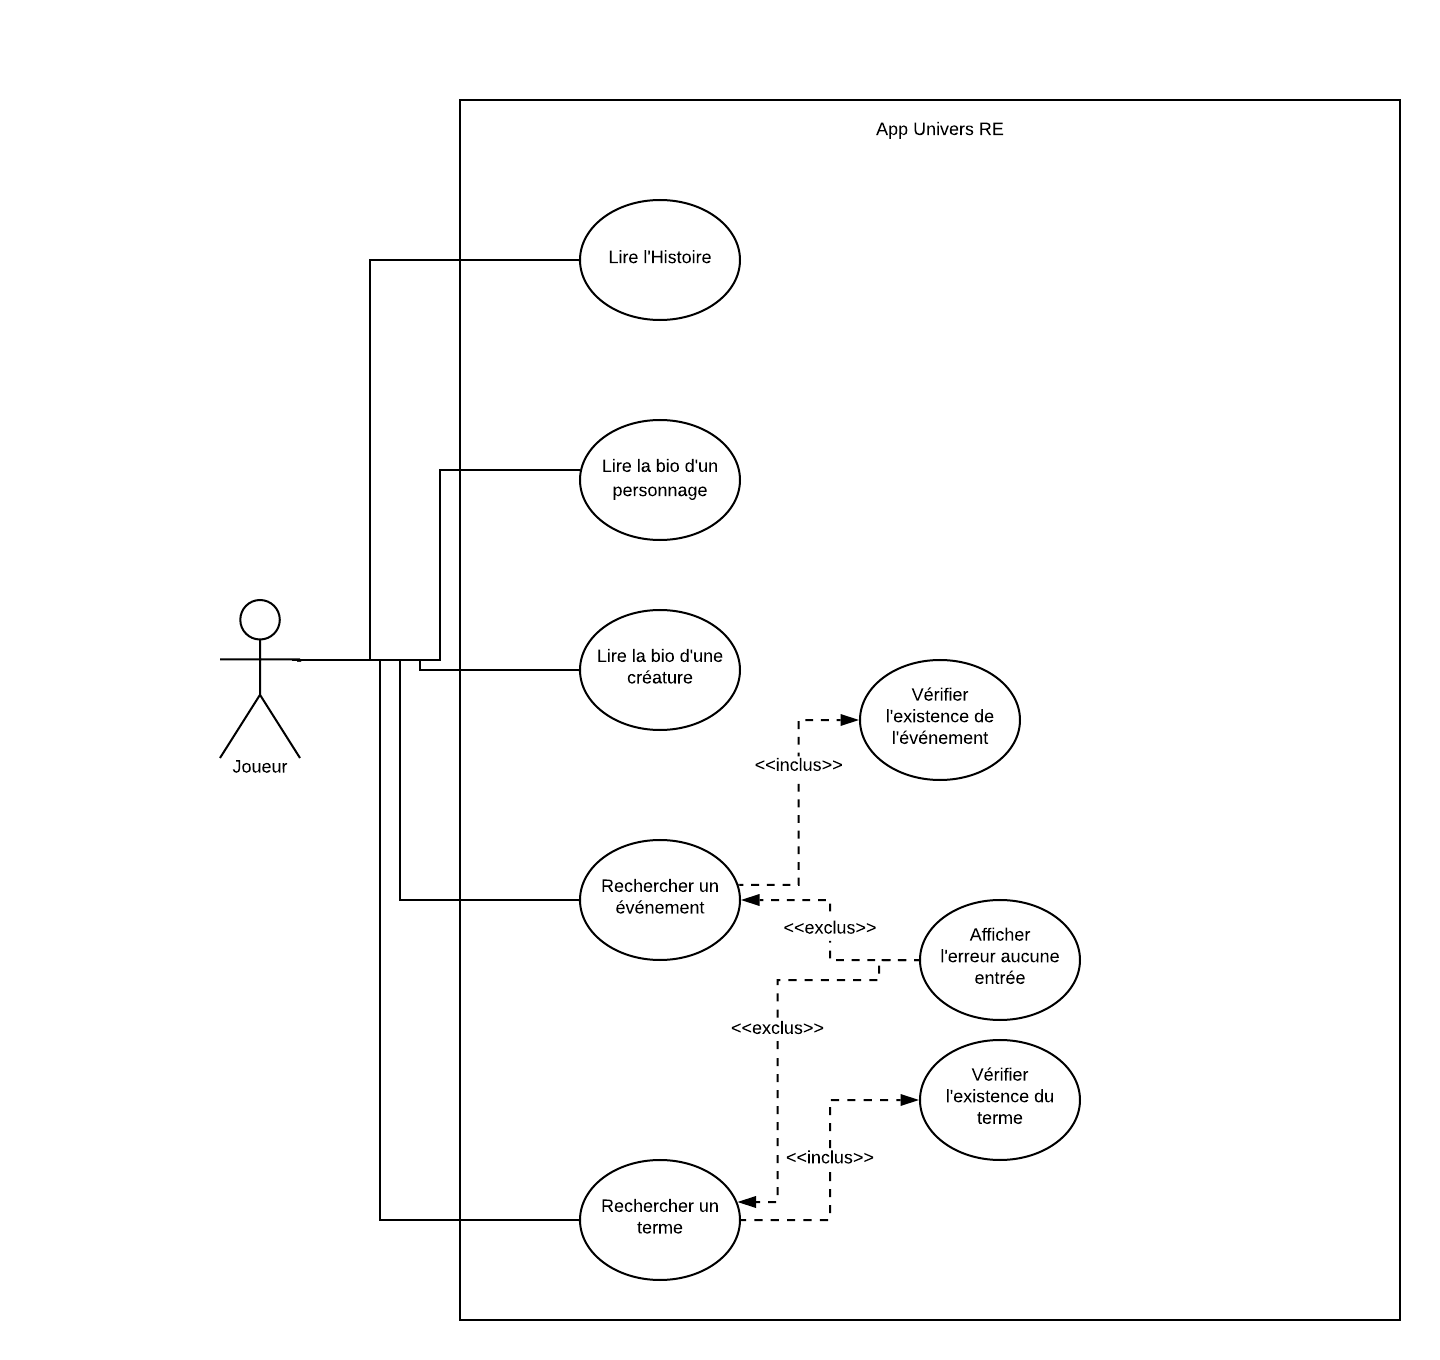 App Univers RE
Lire l'Histoire
Lire la bio d'un
personnage
Lire la bio d'une
créature
Vérifier
l'existence de
l'événement
<<inclus>>
Joueur
Rechercher un
événement
<<exclus>>
Afficher
l'erreur aucune
entrée
<<exclus>>
Vérifier
l'existence du
terme
<<inclus>>
Rechercher un
terme